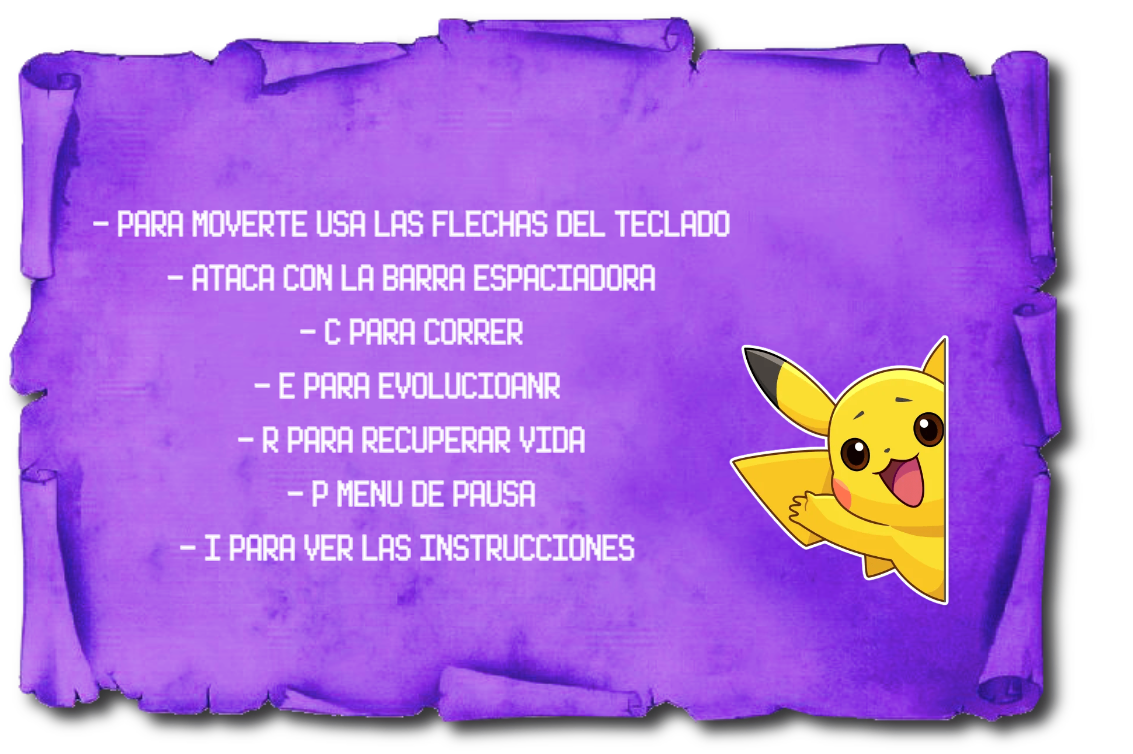 - PARA MOVERTE USA LAS FLECHAS DEL TECLADO
- ATACA CON LA BARRA ESPACIADORA
- C PARA CORRER
- E PARA EVOLUCIOANR
- R PARA RECUPERAR VIDA
- P MENU DE PAUSA
- I PARA VER LAS INSTRUCCIONES